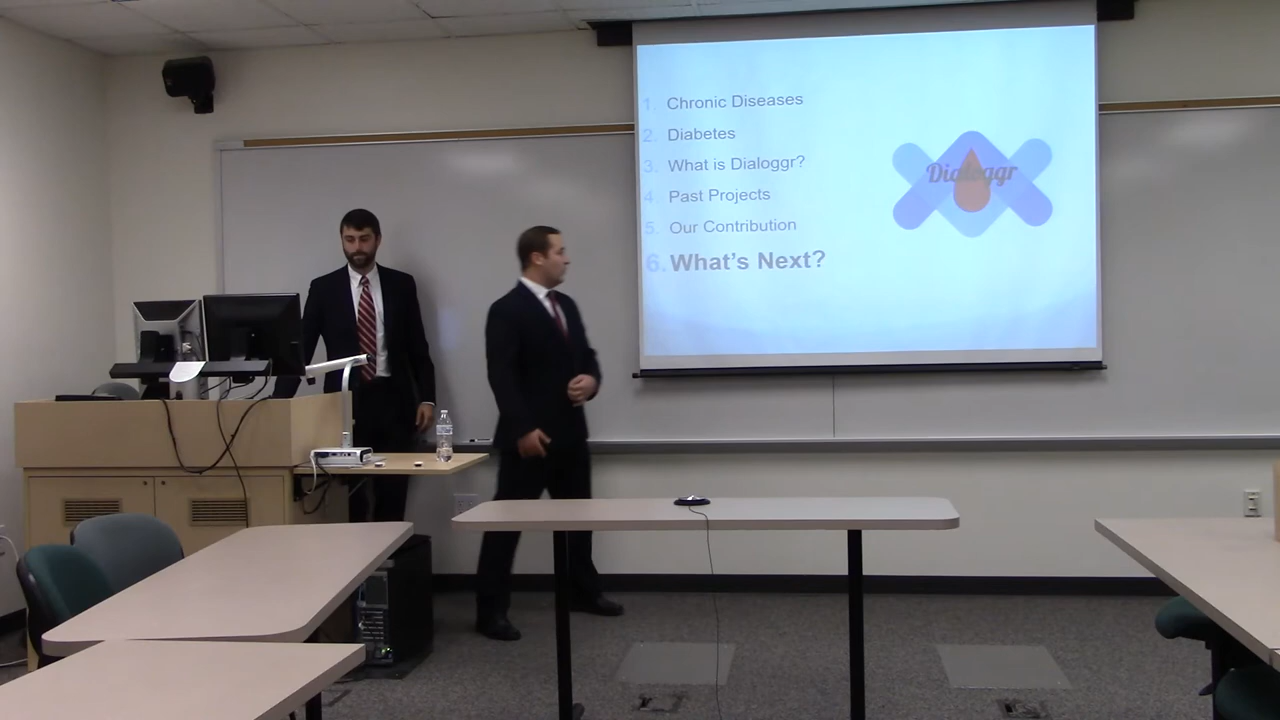 1. Chronic Diseases
2. Diabetes
3. What is Dialoggr?
4. Past Projects
5. Our Contribution
6. What's Next?
Dialoggr